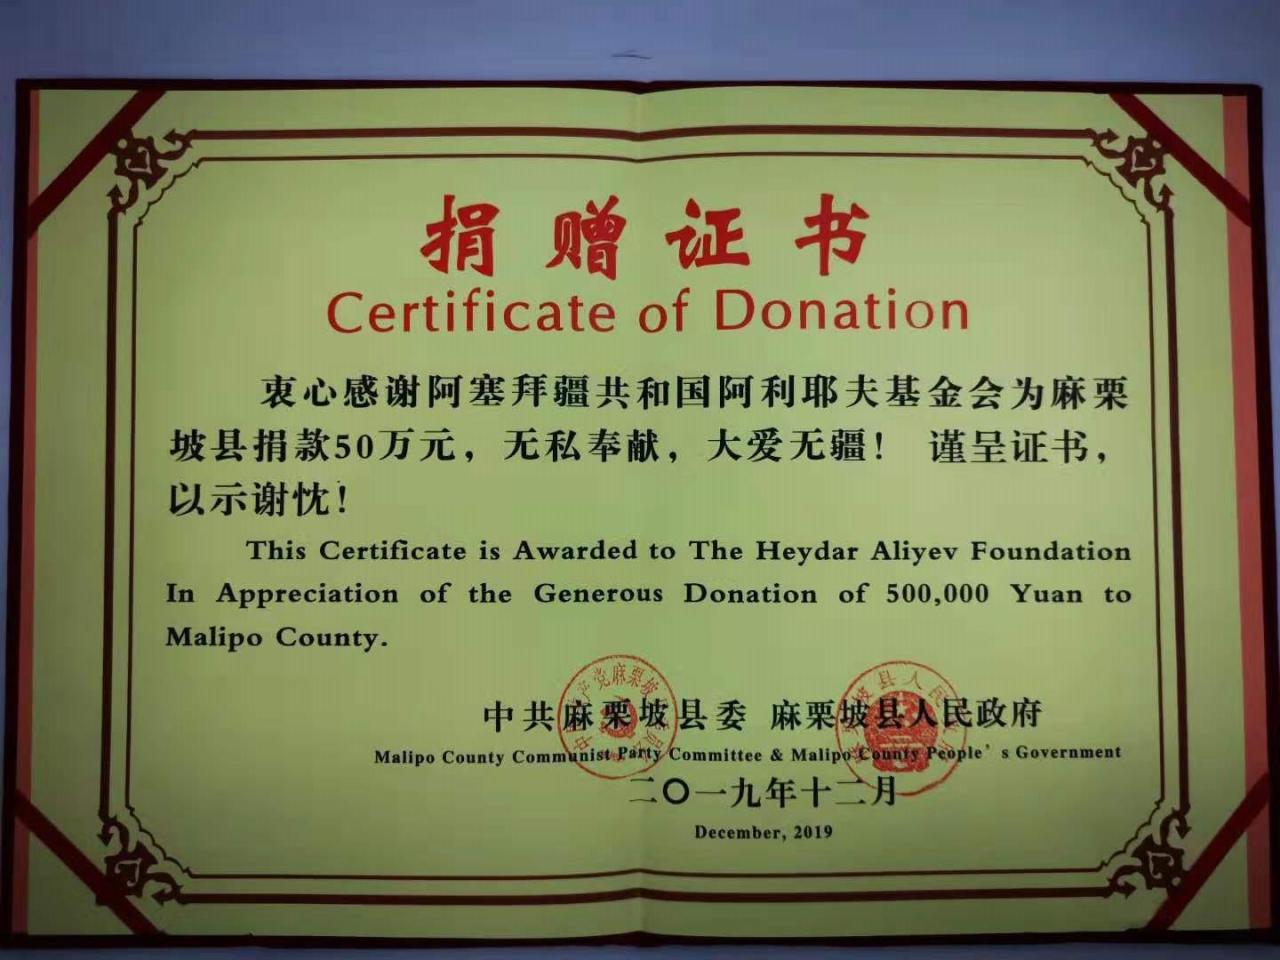 捐赠证书
Certificate of Donation
衷心感谢阿塞拜疆共和国阿利耶夫基金会为麻栗
坡县捐款50万元，无私奉献，大爱无疆！ 谨呈证书，
以示谢忱！
This Certificate is Awarded to The Heydar Aliyev Foundation
In Appreciation of the Generous Donation of 500,000 Yuan to
Malipo County.
中共麻栗坡县委 麻栗坡县人民政府
Malipo County Communist Party Committee & Malipo County People’s Government
二〇一九年十二月
December, 2019